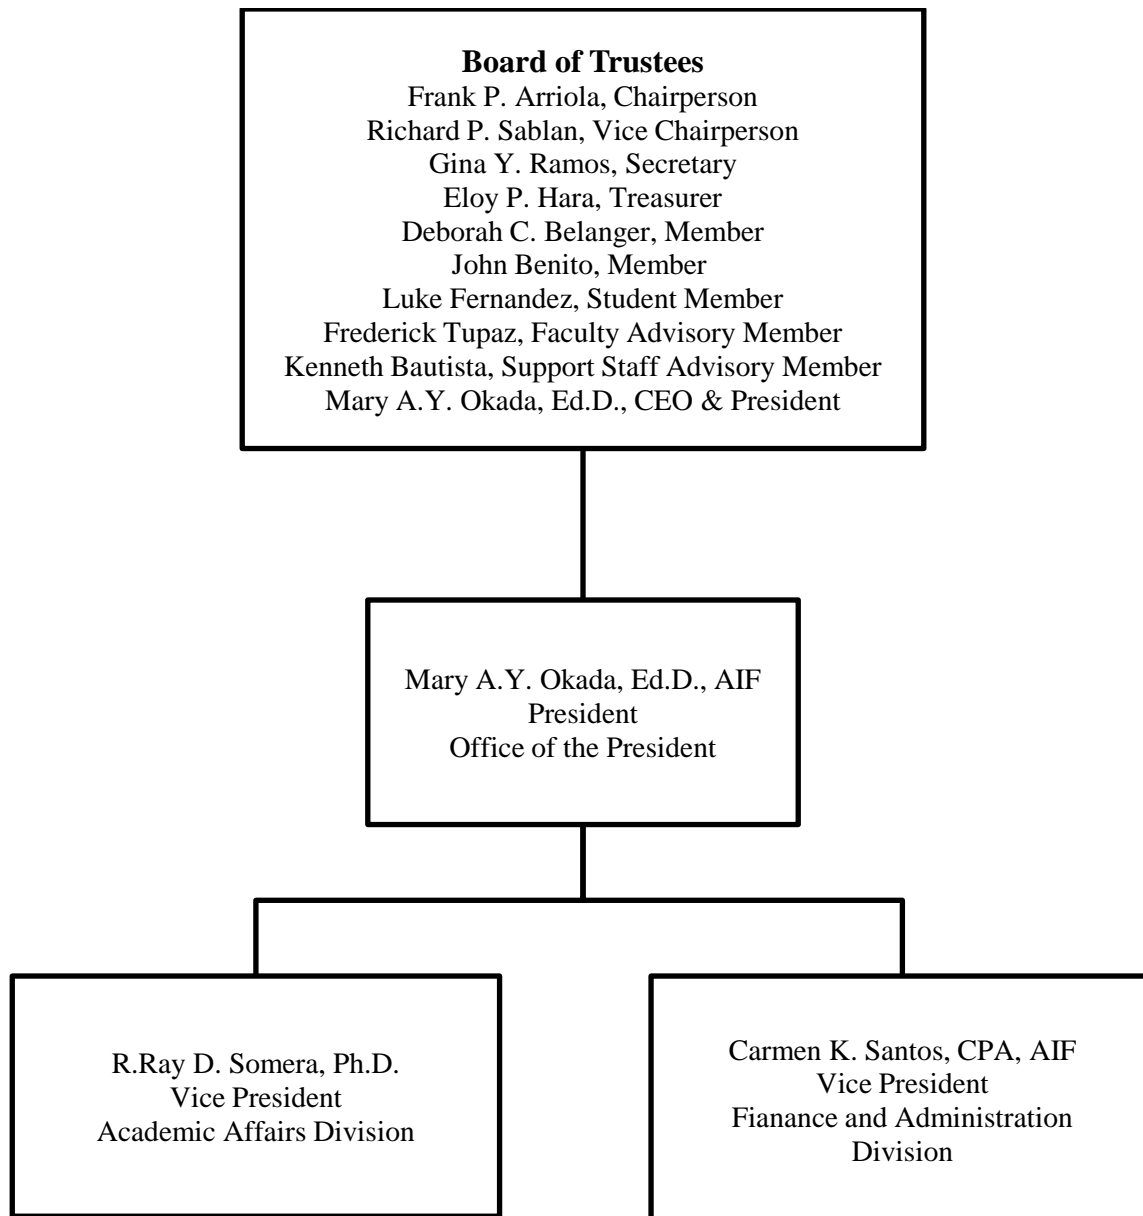 Board of Trustees
Frank P. Arriola, Chairperson
Richard P. Sablan, Vice Chairperson
Gina Y. Ramos, Secretary
Eloy P. Hara, Treasurer
Deborah C. Belanger, Member
John Benito, Member
Luke Fernandez, Student Member
Frederick Tupaz, Faculty Advisory Member
Kenneth Bautista, Support Staff Advisory Member
Mary A.Y. Okada, Ed.D., CEO & President
Mary A.Y. Okada, Ed.D., AIF
President
Office of the President
R.Ray D. Somera, Ph.D.
Vice President
Academic Affairs Division
Carmen K. Santos, CPA, AIF
Vice President
Fianance and Administration
Division